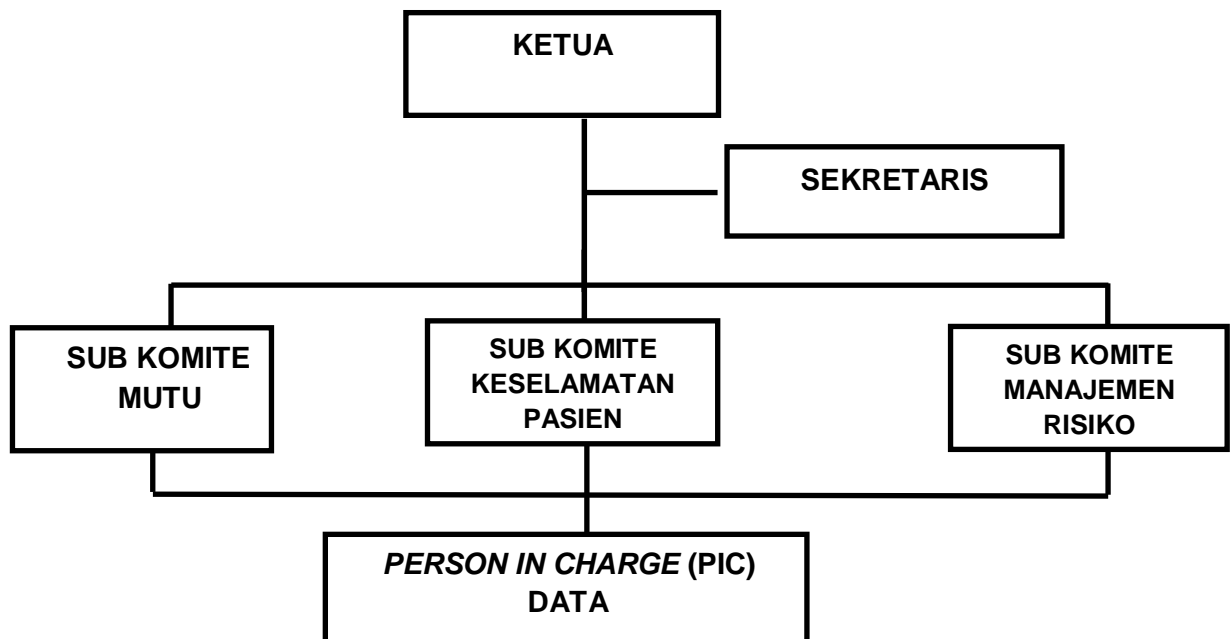 KETUA
SEKRETARIS
SUB KOMITE
MUTU
SUB KOMITE
KESELAMATAN
PASIEN
SUB KOMITE
MANAJEMEN
RISIKO
PERSON IN CHARGE (PIC)
DATA